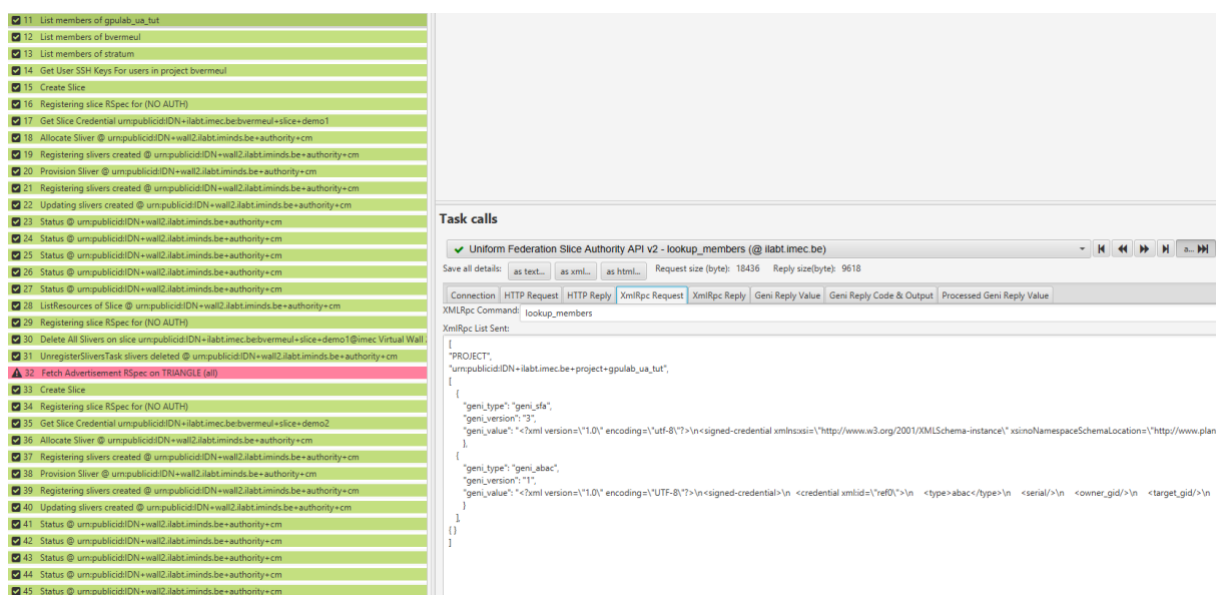 11 List members of gpulab_ua_tut
12 List members of bvermeul
13 List members of stratum
14 Get User SSH Keys For users in project bvermeul
15 Create Slice
16 Registering slice RSpec for (NO AUTH)
17 Get Slice Credential urn:publicid:IDN+ilabt.imec.be:bvermeul+slice+demo1
18 Allocate Sliver @ urn:publicid:IDN+wall2.ilabt.iminds.be+authority+cm
19 Registering slivers created @ urn:publicid:IDN+wall2.ilabt.iminds.be+authority+cm
20 Provision Sliver @ urn:publicid:IDN+wall2.ilabt.iminds.be+authority+cm
21 Registering slivers created @ urn:publicid:IDN+wall2.ilabt.iminds.be+authority+cm
22 Updating slivers created @ urn:publicid:IDN+wall2.ilabt.iminds.be+authority+cm
23 Status @ urn:publicid:IDN+wall2.ilabt.iminds.be+authority+cm
24 Status @ urn:publicid:IDN+wall2.ilabt.iminds.be+authority+cm
25 Status @ urn:publicid:IDN+wall2.ilabt.iminds.be+authority+cm
26 Status @ urn:publicid:IDN+wall2.ilabt.iminds.be+authority+cm
27 Status @ urn:publicid:IDN+wall2.ilabt.iminds.be+authority+cm
28 ListResources of Slice @ urn:publicid:IDN+wall2.ilabt.iminds.be+authority+cm
29 Registering slice RSpec for (NO AUTH)
30 Delete All Slivers on slice urn:publicid:IDN+ilabt.imec.be:bvermeul+slice+demo1@imec Virtual Wall
31 UnregisterSliversTask slivers deleted @ urn:publicid:IDN+wall2.ilabt.iminds.be+authority+cm
32 Fetch Advertisement RSpec on TRIANGLE (all)
33 Create Slice
34 Registering slice RSpec for (NO AUTH)
35 Get Slice Credential urn:publicid:IDN+ilabt.imec.be:bvermeul+slice+demo2
36 Allocate Sliver @ urn:publicid:IDN+wall2.ilabt.iminds.be+authority+cm
37 Registering slivers created @ urn:publicid:IDN+wall2.ilabt.iminds.be+authority+cm
38 Provision Sliver @ urn:publicid:IDN+wall2.ilabt.iminds.be+authority+cm
39 Registering slivers created @ urn:publicid:IDN+wall2.ilabt.iminds.be+authority+cm
40 Updating slivers created @ urn:publicid:IDN+wall2.ilabt.iminds.be+authority+cm
41 Status @ urn:publicid:IDN+wall2.ilabt.iminds.be+authority+cm
42 Status @ urn:publicid:IDN+wall2.ilabt.iminds.be+authority+cm
43 Status @ urn:publicid:IDN+wall2.ilabt.iminds.be+authority+cm
44 Status @ urn:publicid:IDN+wall2.ilabt.iminds.be+authority+cm
45 Status @ urn:publicid:IDN+wall2.ilabt.iminds.be+authority+cm
Task calls
Uniform Federation Slice Authority API v2 - lookup_members (@ ilabt.imec.be)
a...
Save all details: as text... as xml... as html... Request size (byte): 18436 Reply size(byte): 9618
Connection HTTP Request HTTP Reply XmlRpc Request XmlRpc Reply Geni Reply Value Geni Reply Code & Output Processed Geni Reply Value
XMLRpc Command: lookup_members
XmlRpc List Sent:
[
"PROJECT",
"urn:publicid:IDN+ilabt.imec.be+project+gpulab_ua_tut",
[
{
"geni_type": "geni_sfa",
"geni_version": "3",
"geni_value": "<?xml version=\"1.0\" encoding=\"utf-8\"?>\n<signed-credential xmlns:xsi=\"http://www.w3.org/2001/XMLSchema-instance\" xsi:noNamespaceSchemaLocation=\"http://www.plan
},
{
"geni_type": "geni_abac",
"geni_version": "1",
"geni_value": "<?xml version=\"1.0\" encoding=\"UTF-8\"?>\n<signed-credential>\n <credential xml:id=\"ref0\">\n <type>abac</type>\n <serial/>\n <owner_gid/>\n <target_gid/>\n
}
],
{}
]